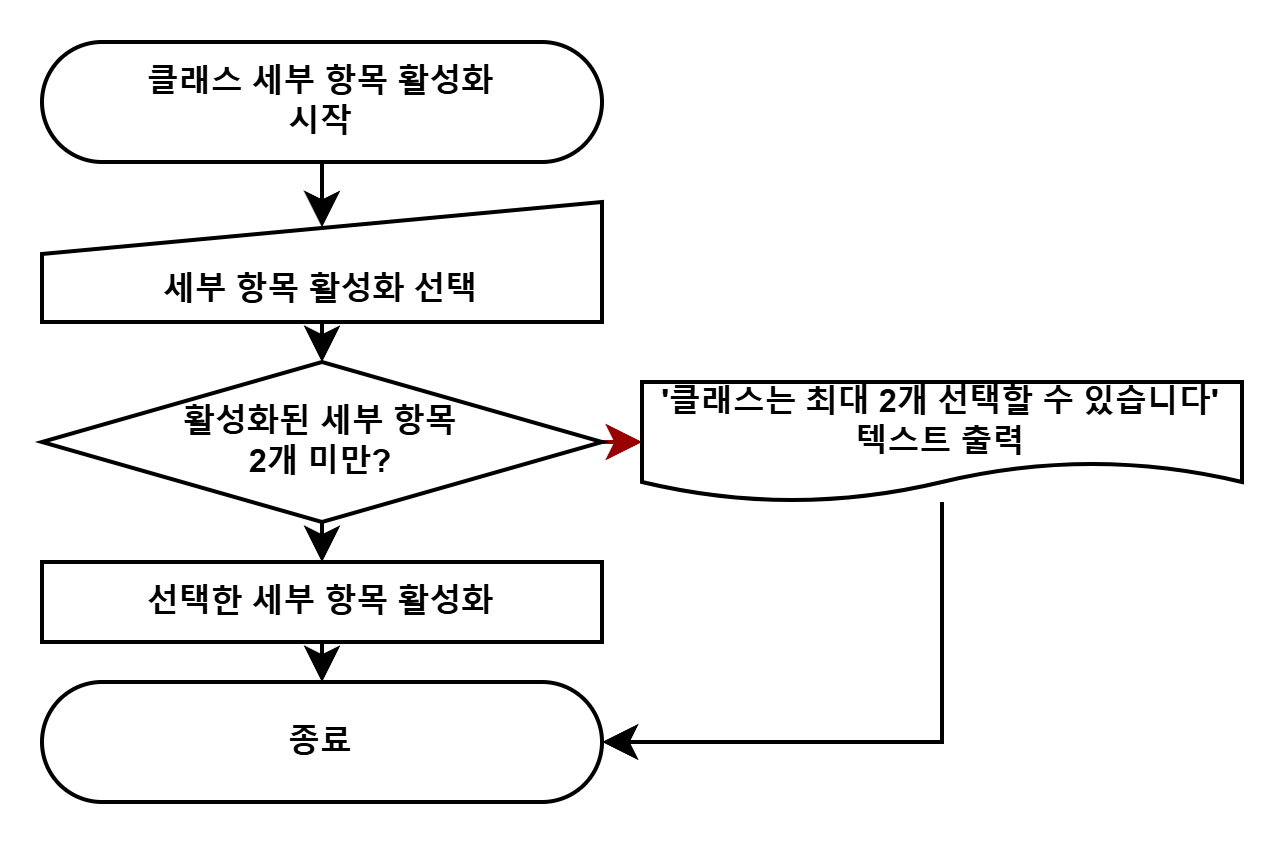 클래스 세부 항목 활성화
시작
세부 항목 활성화 선택
활성화된 세부 항목
2개 미만?
'클래스는 최대 2개 선택할 수 있습니다'
텍스트 출력
선택한 세부 항목 활성화
종료